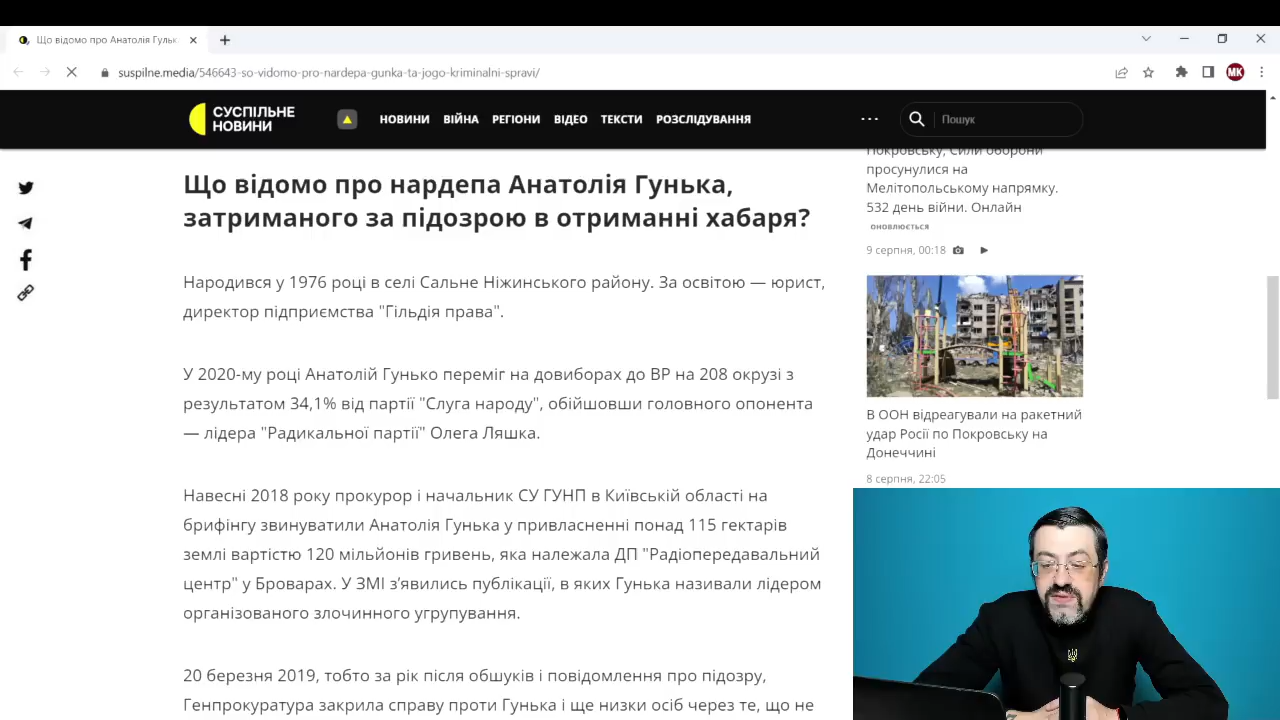 Що відомо про Анатолія Гуньк
suspilne.media/546643-so-vidomo-pro-nardepa-gunka-ta-jogo-kriminalni-spravi/
MK
СУСПІЛЬНЕ
НОВИНИ
НОВИНИ ВІЙНА РЕГІОНИ ВІДЕО ТЕКСТИ РОЗСЛІДУВАННЯ
Пошук
Що відомо про нардепа Анатолія Гунька,
затриманого за підозрою в отриманні хабаря?
Народився у 1976 році в селі Сальне Ніжинського району. За освітою — юрист,
директор підприємства "Гільдія права".
У 2020-му році Анатолій Гунько переміг на довиборах до ВР на 208 окрузі з
результатом 34,1% від партії "Слуга народу", обійшовши головного опонента
— лідера "Радикальної партії" Олега Ляшка.
Навесні 2018 року прокурор і начальник СУ ГУНП в Київській області на
брифінгу звинуватили Анатолія Гунька у привласненні понад 115 гектарів
землі вартістю 120 мільйонів гривень, яка належала ДП "Радіопередавальний
центр" у Броварах. У ЗМІ з’явились публікації, в яких Гунька називали лідером
організованого злочинного угрупування.
20 березня 2019, тобто за рік після обшуків і повідомлення про підозру,
Генпрокуратура закрила справу проти Гунька і ще низки осіб через те, що не
Покровську, Сили оборони
просунулися на
Мелітопольському напрямку.
532 день війни. Онлайн
оновлюється
9 серпня, 00:18
В ООН відреагували на ракетний
удар Росії по Покровську на
Донеччині
8 серпня, 22:05